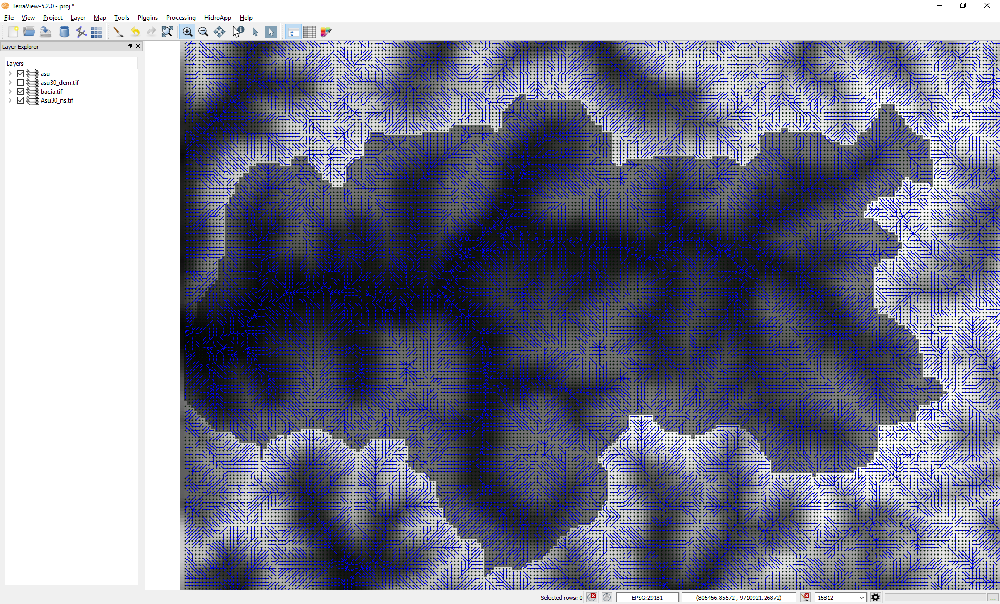 TerraView-5.2.0 - proj *
File View Project Layer Map Tools Plugins Processing HidroApp Help
Layer Explorer
Layers
asu
asu30_dem.tif
bacia.tif
Asu30_ns.tif
Selected rows: 0 EPSG:29181 (806466.85572 , 9710921.26872) 16812 ...